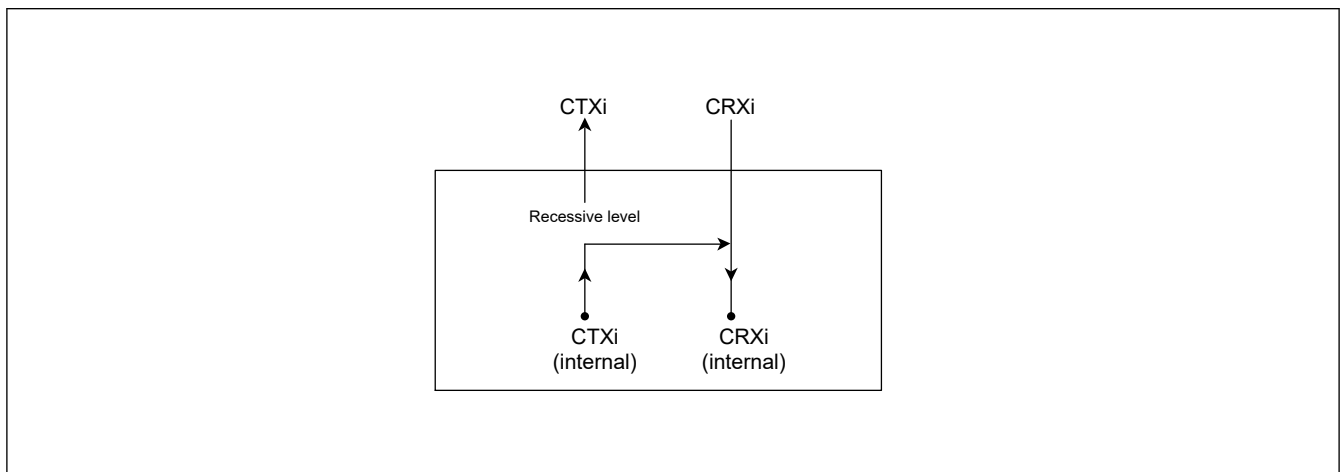 CTXi
CRXi
Recessive level
CTXi
(internal)
CRXi
(internal)